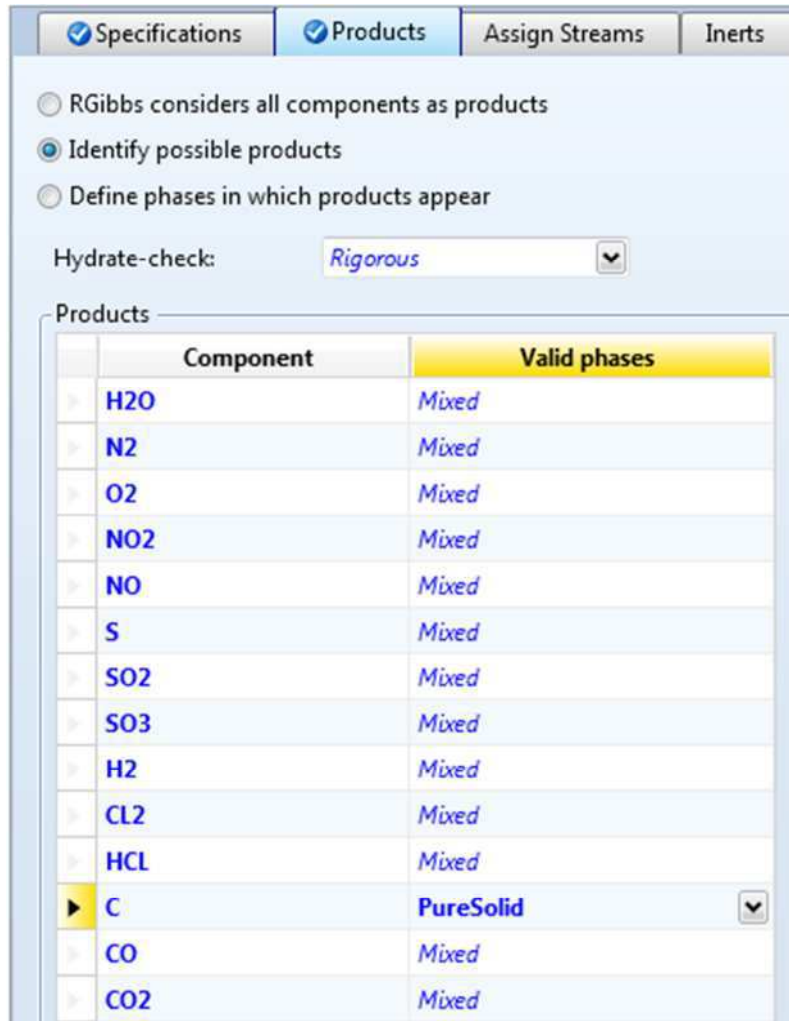 Specifications Products Assign Streams Inerts
RGibbs considers all components as products
Identify possible products
Define phases in which products appear
Hydrate-check: Rigorous
Products
Component Valid phases
H2O Mixed
N2 Mixed
O2 Mixed
NO2 Mixed
NO Mixed
S Mixed
SO2 Mixed
SO3 Mixed
H2 Mixed
CL2 Mixed
HCL Mixed
C PureSolid
CO Mixed
CO2 Mixed